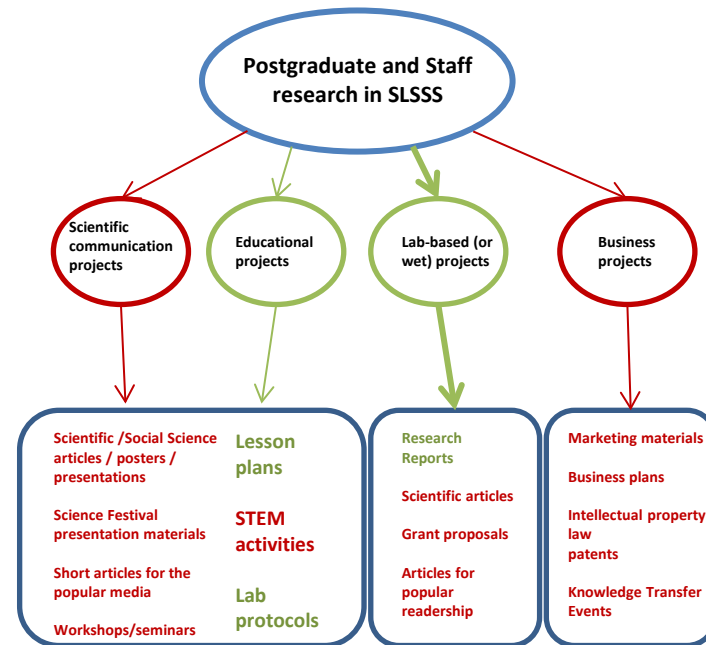 Postgraduate and Staff
research in SLSSS
Scientific
communication
projects
Educational
projects
Lab-based (or
wet) projects
Business
projects
Scientific /Social Science
articles / posters /
presentations
Science Festival
presentation materials
Short articles for the
popular media
Workshops/seminars
Lesson
plans
STEM
activities
Lab
protocols
Research
Reports
Scientific articles
Grant proposals
Articles for
popular
readership
Marketing materials
Business plans
Intellectual property
law
patents
Knowledge Transfer
Events